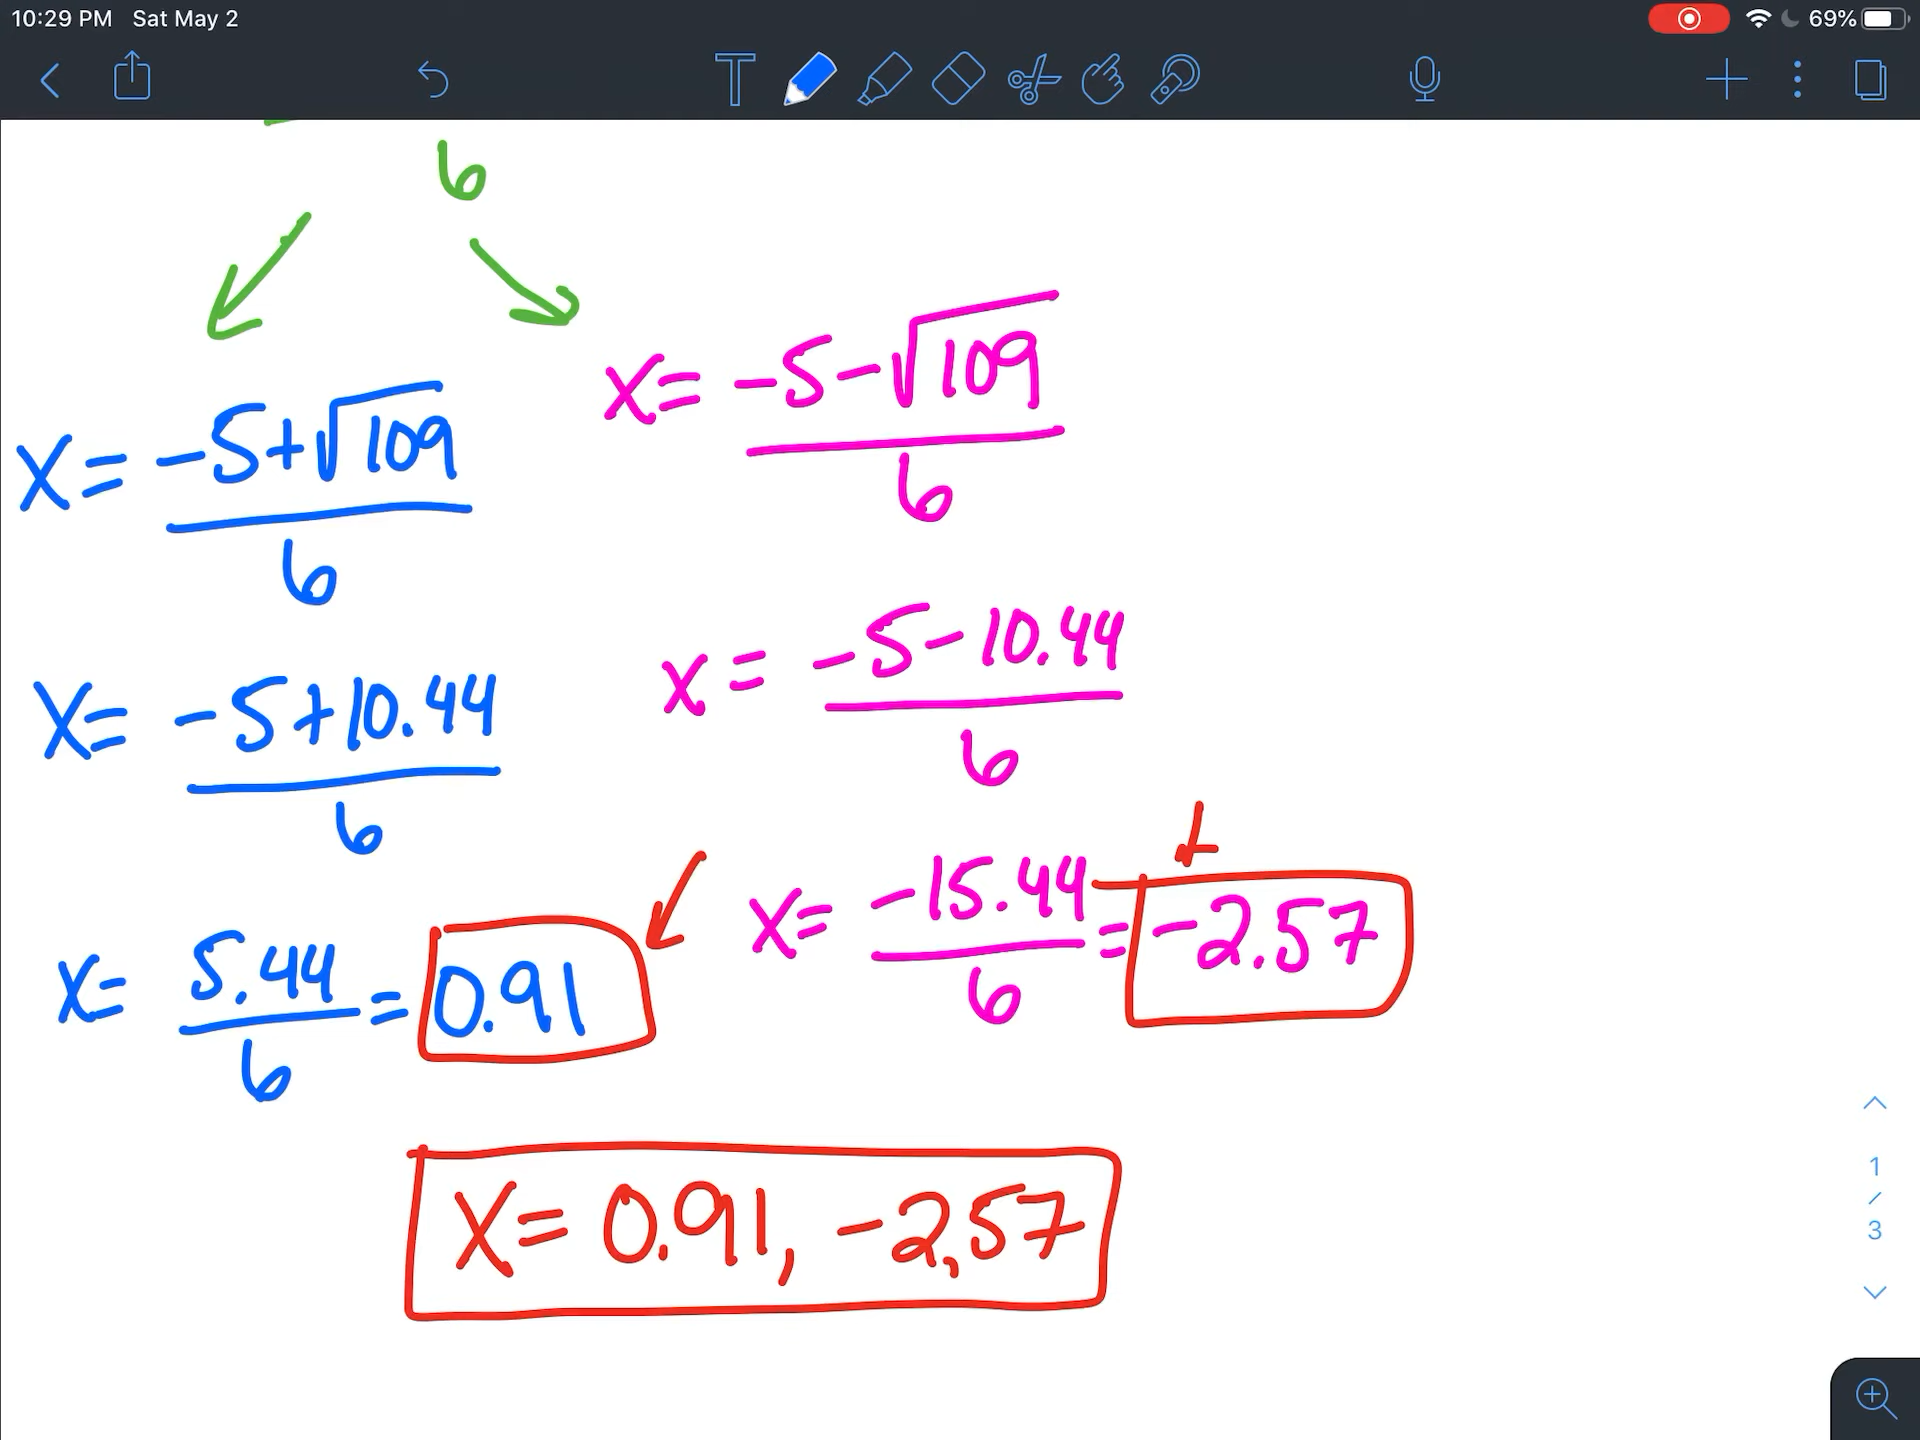 10:29 PM Sat May 2
69%
T
6
x = -5+√109
6
x = -5+10.44
6
x = 5.44 = 0.91
6
x = -5-√109
6
x = -5-10.44
6
x = -15.44 = -2.57
6
x = 0.91, -2.57
1
/
3